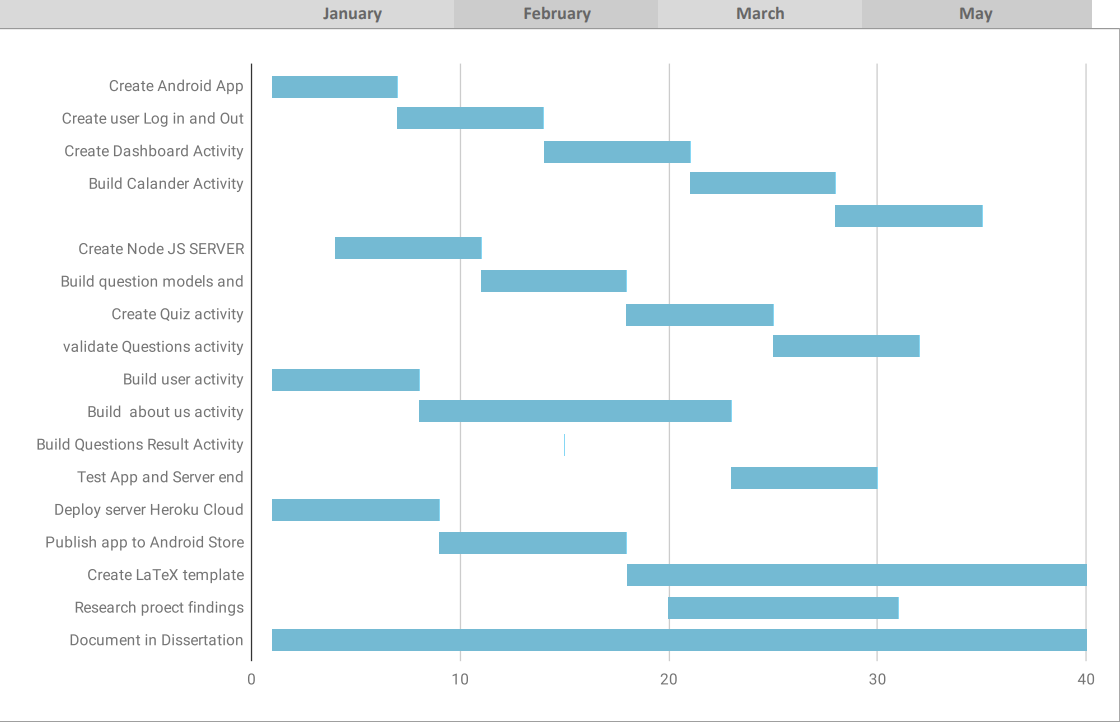 January February March May
Create Android App
Create user Log in and Out
Create Dashboard Activity
Build Calander Activity
Create Node JS SERVER
Build question models and
Create Quiz activity
validate Questions activity
Build user activity
Build  about us activity
Build Questions Result Activity
Test App and Server end
Deploy server Heroku Cloud
Publish app to Android Store
Create LaTeX template
Research proect findings
Document in Dissertation
0 10 20 30 40